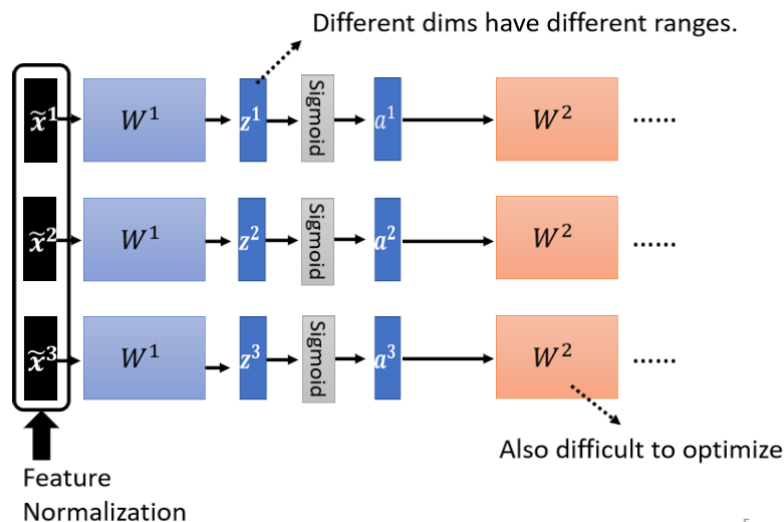 Different dims have different ranges.
x̃¹ W¹ z¹ Sigmoid a¹ W² ......
x̃² W¹ z² Sigmoid a² W² ......
x̃³ W¹ z³ Sigmoid a³ W² ......
Also difficult to optimize
Feature
Normalization